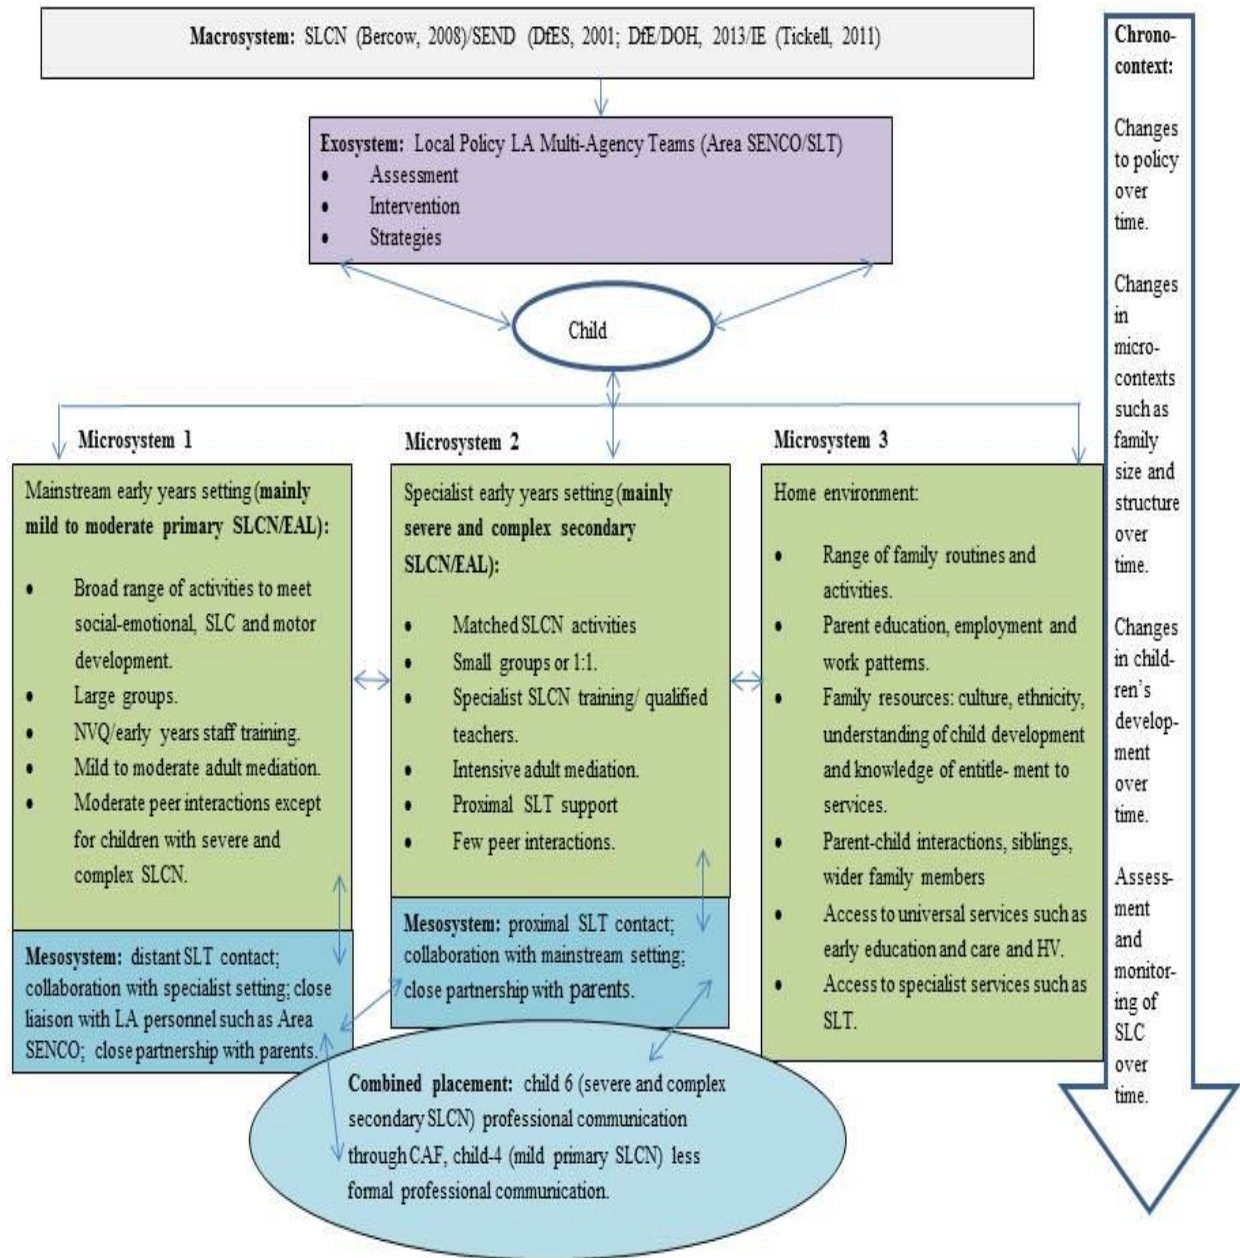 Macrosystem: SLCN (Bercow, 2008)/SEND (DfES, 2001; DfE/DOH, 2013/IE (Tickell, 2011)
Exosystem: Local Policy LA Multi-Agency Teams (Area SENCO/SLT)
• Assessment
• Intervention
• Strategies
Child
Microsystem 1
Mainstream early years setting (mainly
mild to moderate primary SLCN/EAL):
• Broad range of activities to meet
social-emotional, SLC and motor
development.
• Large groups.
• NVQ/early years staff training.
• Mild to moderate adult mediation.
• Moderate peer interactions except
for children with severe and
complex SLCN.
Mesosystem: distant SLT contact;
collaboration with specialist setting; close
liaison with LA personnel such as Area
SENCO; close partnership with parents.
Microsystem 2
Specialist early years setting (mainly
severe and complex secondary
SLCN/EAL):
• Matched SLCN activities
• Small groups or 1:1.
• Specialist SLCN training/ qualified
teachers.
• Intensive adult mediation.
• Proximal SLT support
• Few peer interactions.
Mesosystem: proximal SLT contact;
collaboration with mainstream setting;
close partnership with parents.
Microsystem 3
Home environment:
• Range of family routines and
activities.
• Parent education, employment and
work patterns.
• Family resources: culture, ethnicity,
understanding of child development
and knowledge of entitle- ment to
services.
• Parent-child interactions, siblings,
wider family members
• Access to universal services such as
early education and care and HV.
• Access to specialist services such as
SLT.
Combined placement: child 6 (severe and complex
secondary SLCN) professional communication
through CAF, child-4 (mild primary SLCN) less
formal professional communication.
Chrono-
context:
Changes
to policy
over
time.
Changes
in
micro-
contexts
such as
family
size and
structure
over
time.
Changes
in child-
ren's
develop-
ment
over
time.
Assess-
ment
and
monitor-
ing of
SLC
over
time.